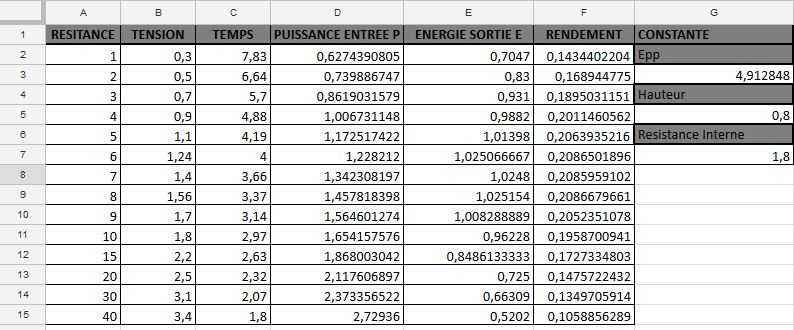 A B C D E F G
1 RESITANCE TENSION TEMPS PUISSANCE ENTREE P ENERGIE SORTIE E RENDEMENT CONSTANTE
2 1 0,3 7,83 0,6274390805 0,7047 0,1434402204 Epp
3 2 0,5 6,64 0,739886747 0,83 0,168944775 4,912848
4 3 0,7 5,7 0,8619031579 0,931 0,1895031151 Hauteur
5 4 0,9 4,88 1,006731148 0,9882 0,2011460562 0,8
6 5 1,1 4,19 1,172517422 1,01398 0,2063935216 Resistance Interne
7 6 1,24 4 1,228212 1,025066667 0,2086501896 1,8
8 7 1,4 3,66 1,342308197 1,0248 0,2085959102
9 8 1,56 3,37 1,457818398 1,025154 0,2086679661
10 9 1,7 3,14 1,564601274 1,008288889 0,2052351078
11 10 1,8 2,97 1,654157576 0,96228 0,1958700941
12 15 2,2 2,63 1,868003042 0,8486133333 0,1727334803
13 20 2,5 2,32 2,117606897 0,725 0,1475722432
14 30 3,1 2,07 2,373356522 0,66309 0,1349705914
15 40 3,4 1,8 2,72936 0,5202 0,1058856289